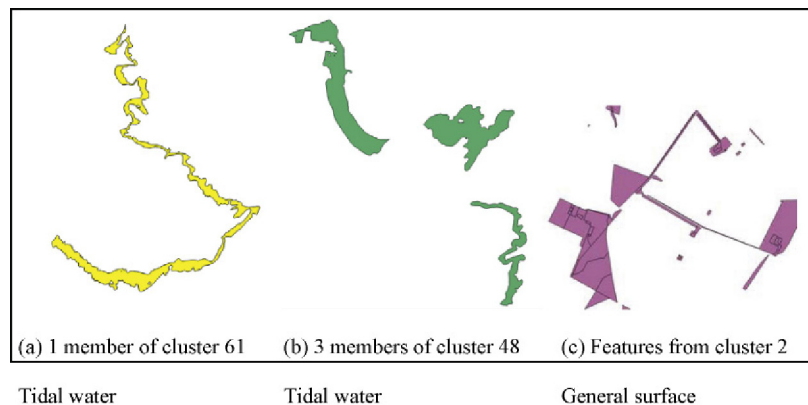 (a) 1 member of cluster 61 (b) 3 members of cluster 48 (c) Features from cluster 2
Tidal water Tidal water General surface